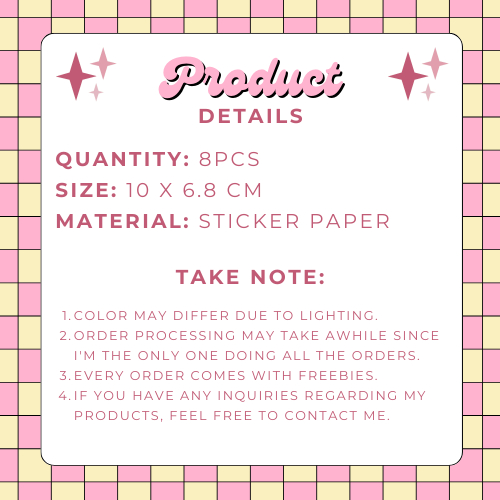 Product
DETAILS
QUANTITY: 8PCS
SIZE: 10 X 6.8 CM
MATERIAL: STICKER PAPER
TAKE NOTE:
1. COLOR MAY DIFFER DUE TO LIGHTING.
2. ORDER PROCESSING MAY TAKE AWHILE SINCE
I'M THE ONLY ONE DOING ALL THE ORDERS.
3. EVERY ORDER COMES WITH FREEBIES.
4. IF YOU HAVE ANY INQUIRIES REGARDING MY
PRODUCTS, FEEL FREE TO CONTACT ME.